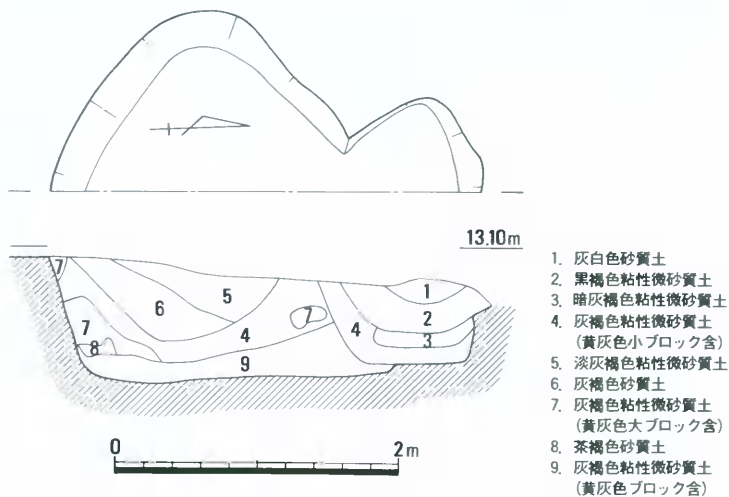 13.10m
7
5
1
6
7
2
7
4
4
3
8
9
0
2m
1. 灰白色砂質土
2. 黒褐色粘性微砂質土
3. 暗灰褐色粘性微砂質土
4. 灰褐色粘性微砂質土
(黄灰色小ブロック含)
5. 淡灰褐色粘性微砂質土
6. 灰褐色砂質土
7. 灰褐色粘性微砂質土
(黄灰色大ブロック含)
8. 茶褐色砂質土
9. 灰褐色粘性微砂質土
(黄灰色ブロック含)